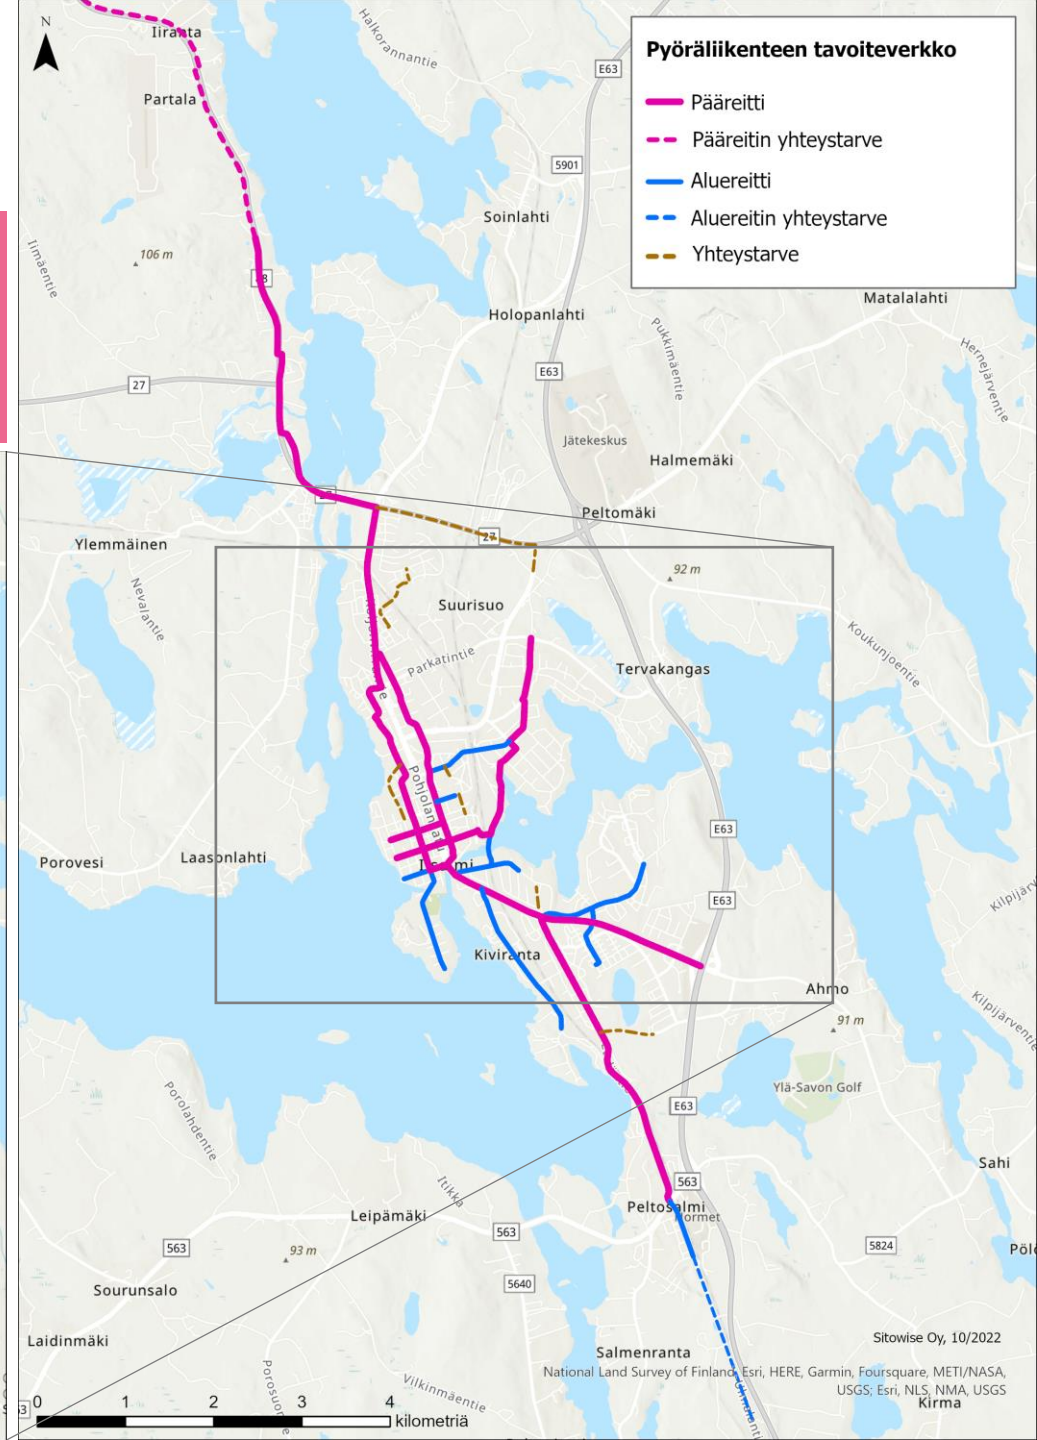 N
Pyöräliikenteen tavoiteverkko
Pääreitti
Pääreitin yhteystarve
Aluereitti
Aluereitin yhteystarve
Yhteystarve
Iiranta
Halkorannantie
E63
Partala
5901
Soinlahti
Iimäentie
106 m
Matalalahti
Holopanlahti
Pukkimäentie
Hernejärventie
27
E63
Jätekeskus
Halmemäki
Peltomäki
27
Ylemmäinen
92 m
Nevalantie
Suurisuo
Koukunjoentie
Parkatintie
Tervakangas
E63
Porovesi
Laasonlahti
Iisalmi
E63
Kiviranta
Ahmo
91 m
Kilpijärventie
Ylä-Savon Golf
Porolahdentie
E63
Sahi
Itikka
563
Peltosalmi
Normet
Leipämäki
563
563
93 m
5824
5640
Sourunsalo
Laidinmäki
Sitowise Oy, 10/2022
Salmenranta
National Land Survey of Finland, Esri, HERE, Garmin, Foursquare, METI/NASA,
USGS; Esri, NLS, NMA, USGS
Vilkinmäentie
Kirma
0 1 2 3 4
kilometriä